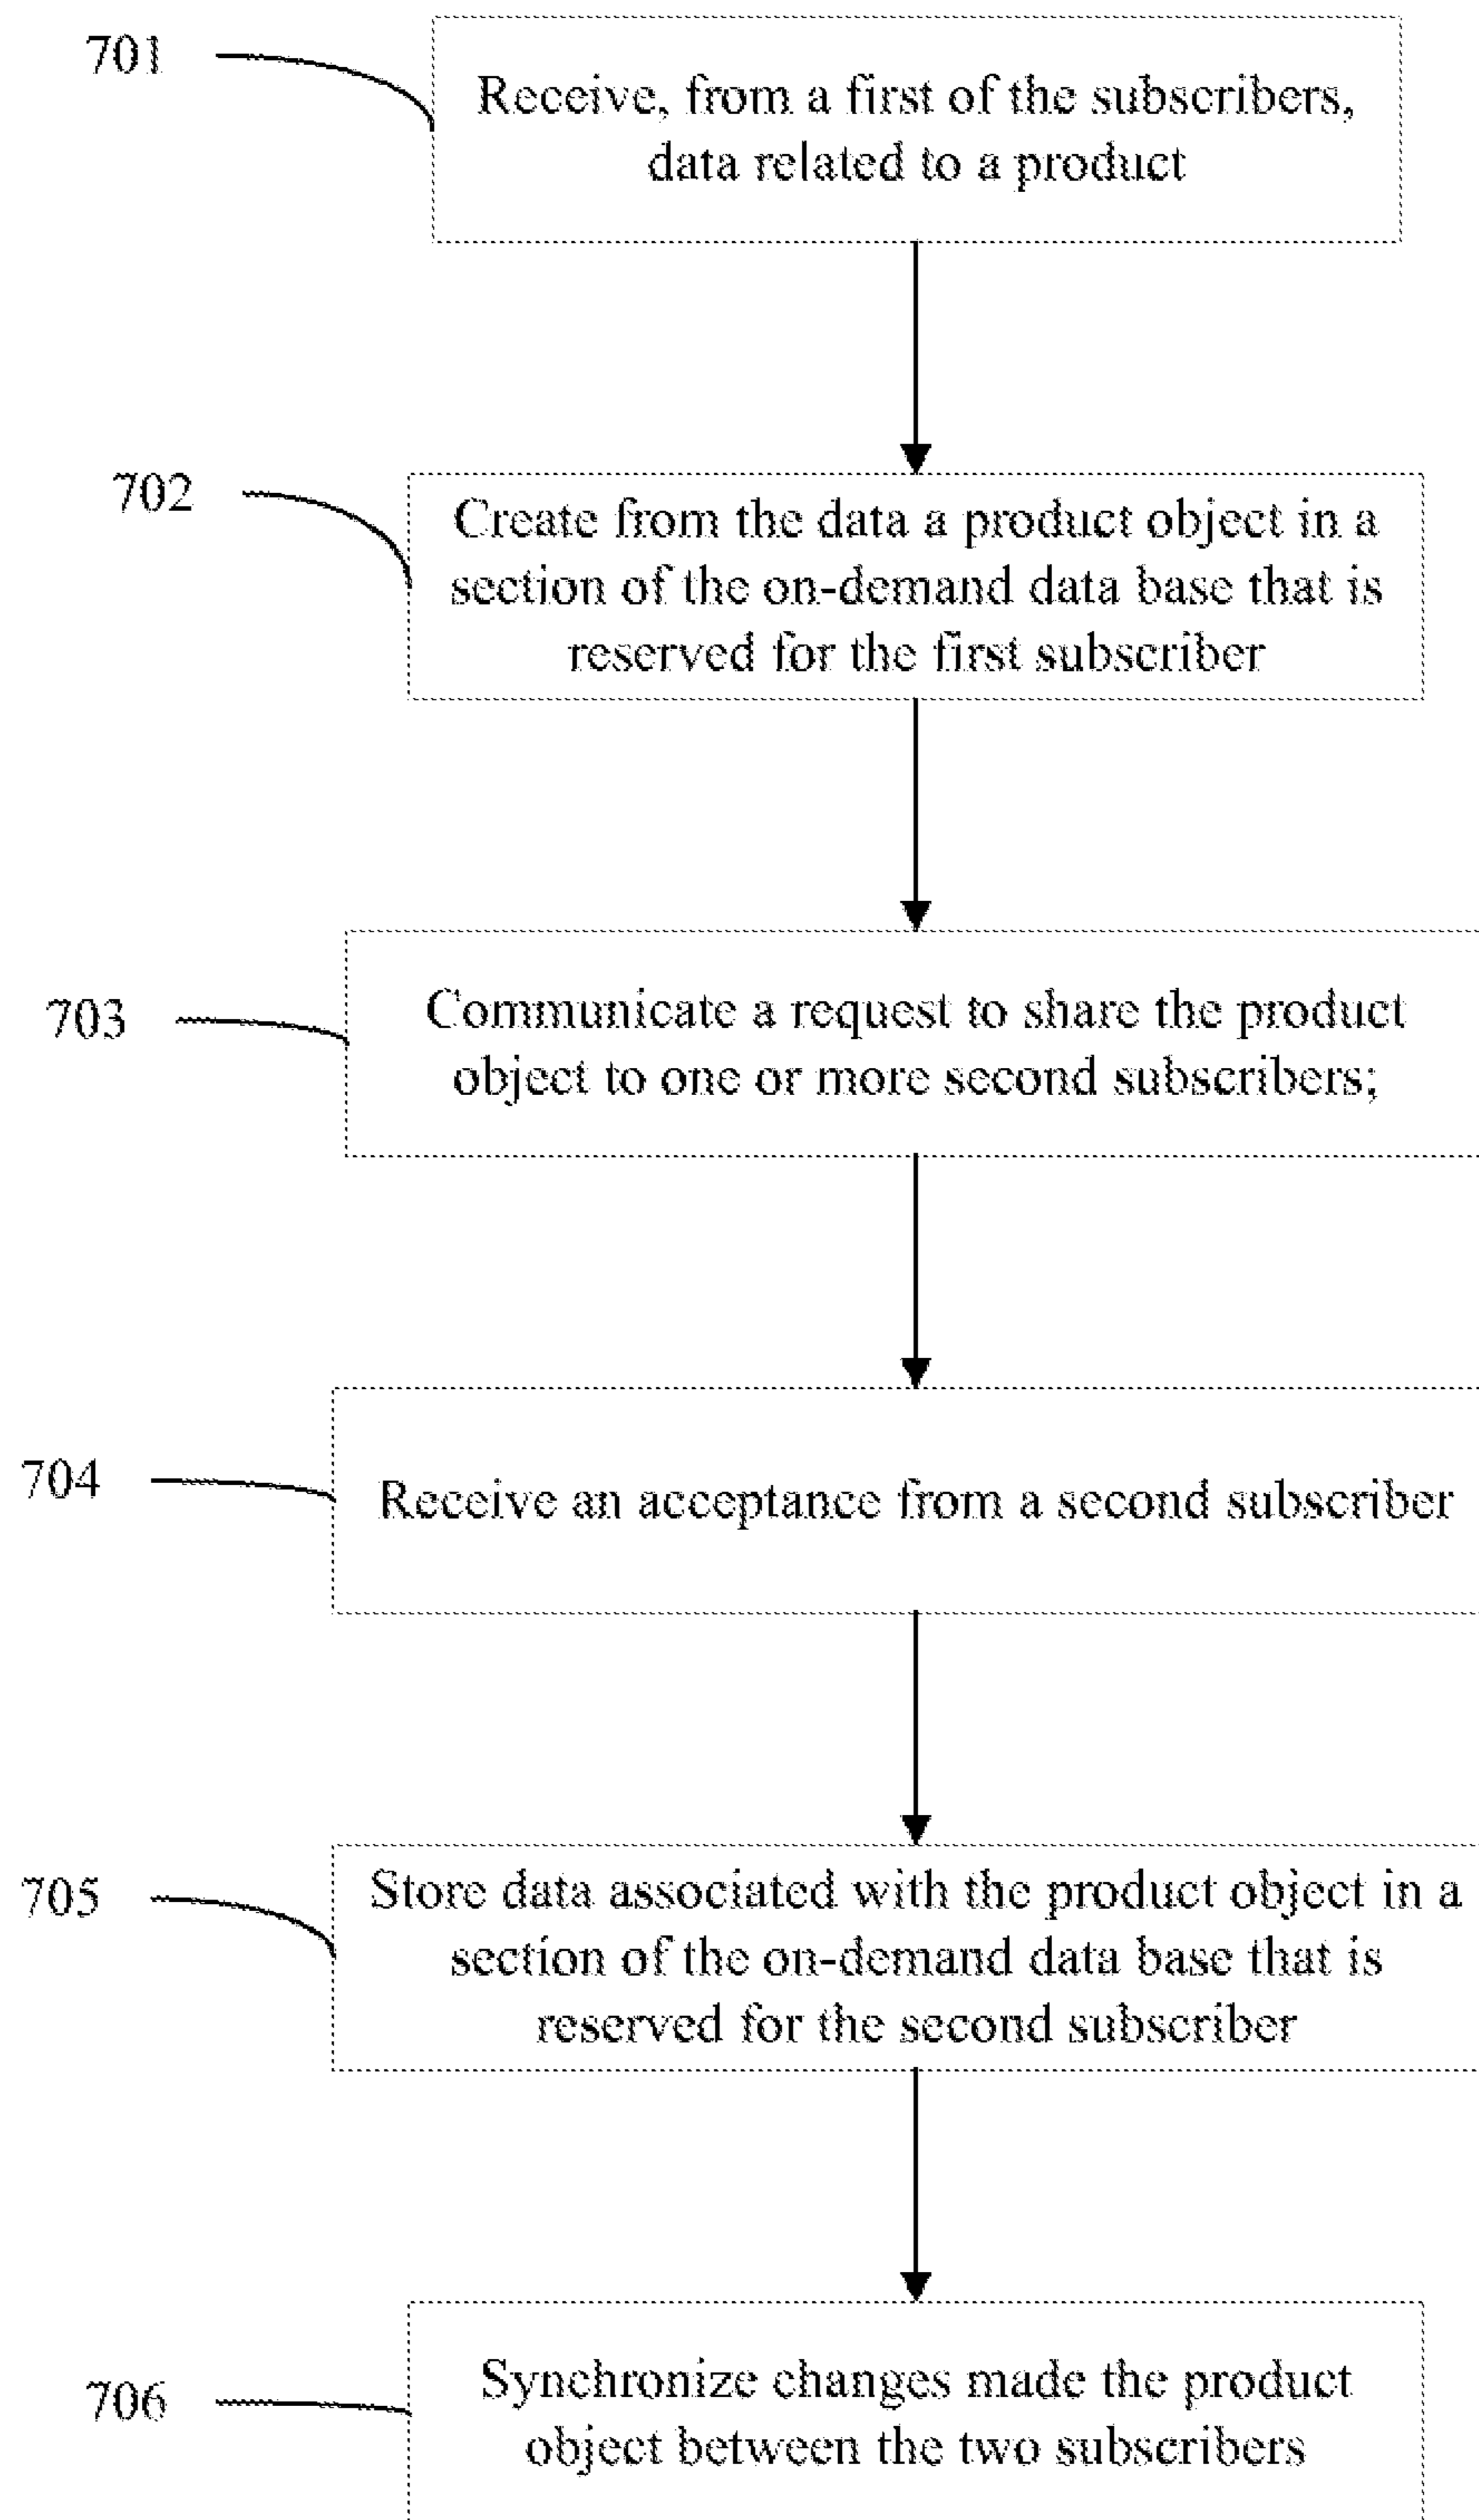 701
Receive, from a first of the subscribers,
data related to a product
702
Create from the data a product object in a
section of the on-demand data base that is
reserved for the first subscriber
703
Communicate a request to share the product
object to one or more second subscribers;
704
Receive an acceptance from a second subscriber
705
Store data associated with the product object in a
section of the on-demand data base that is
reserved for the second subscriber
706
Synchronize changes made the product
object between the two subscribers